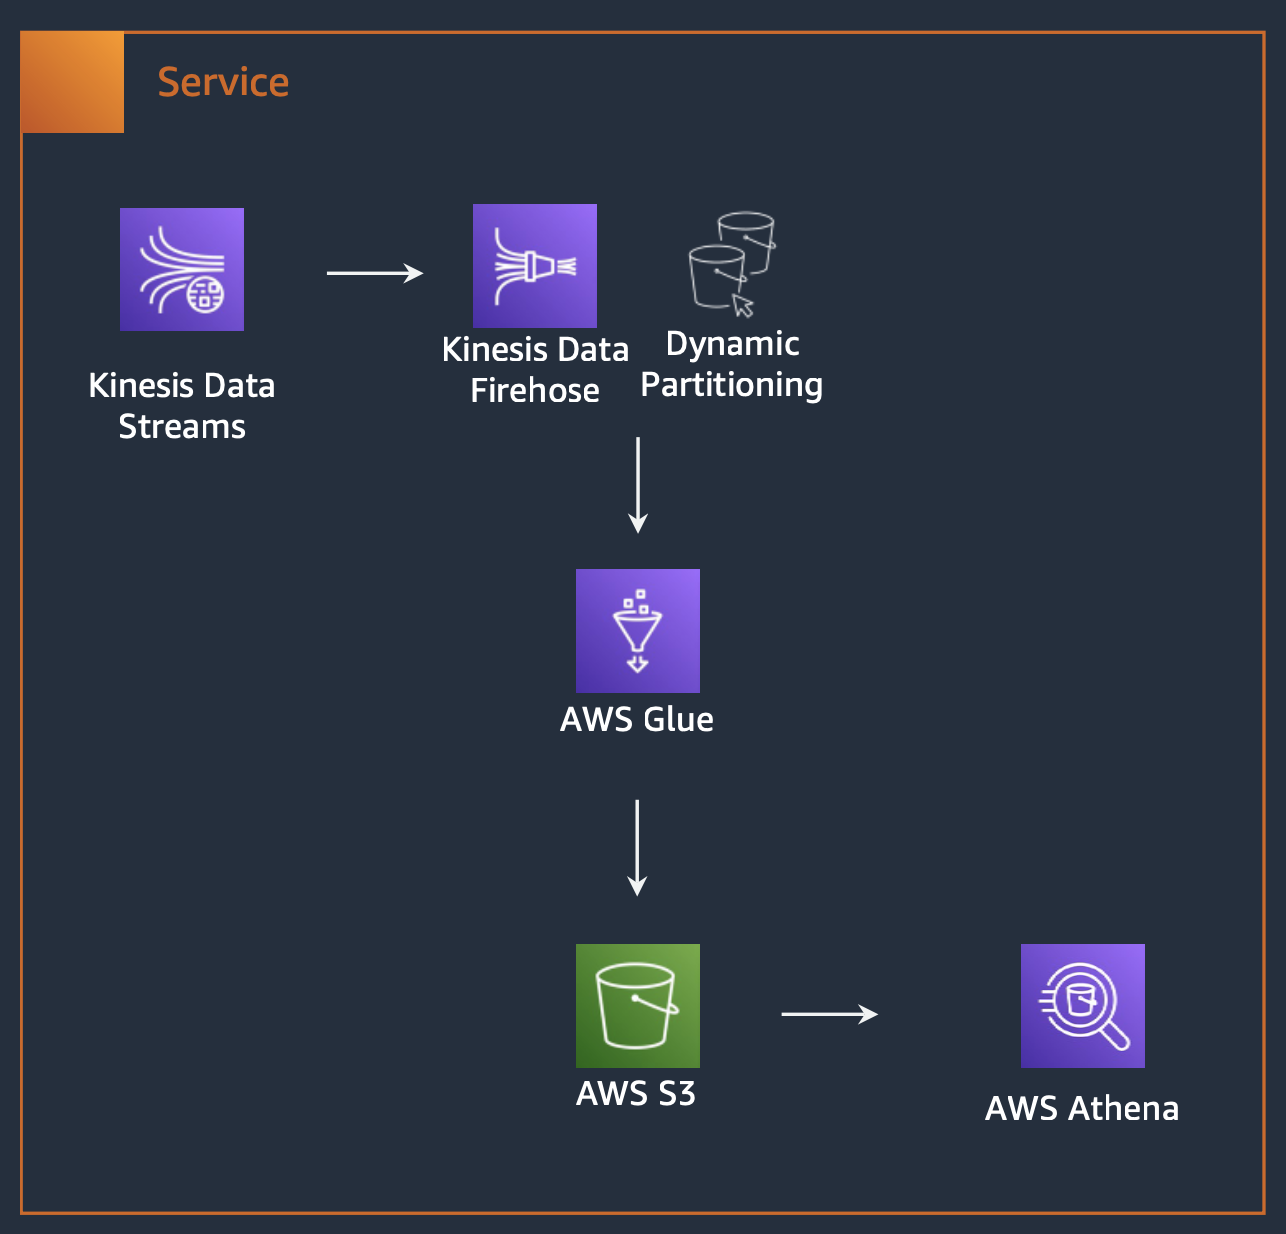 Service
Kinesis Data
Streams
Kinesis Data
Firehose
Dynamic
Partitioning
AWS Glue
AWS S3
AWS Athena